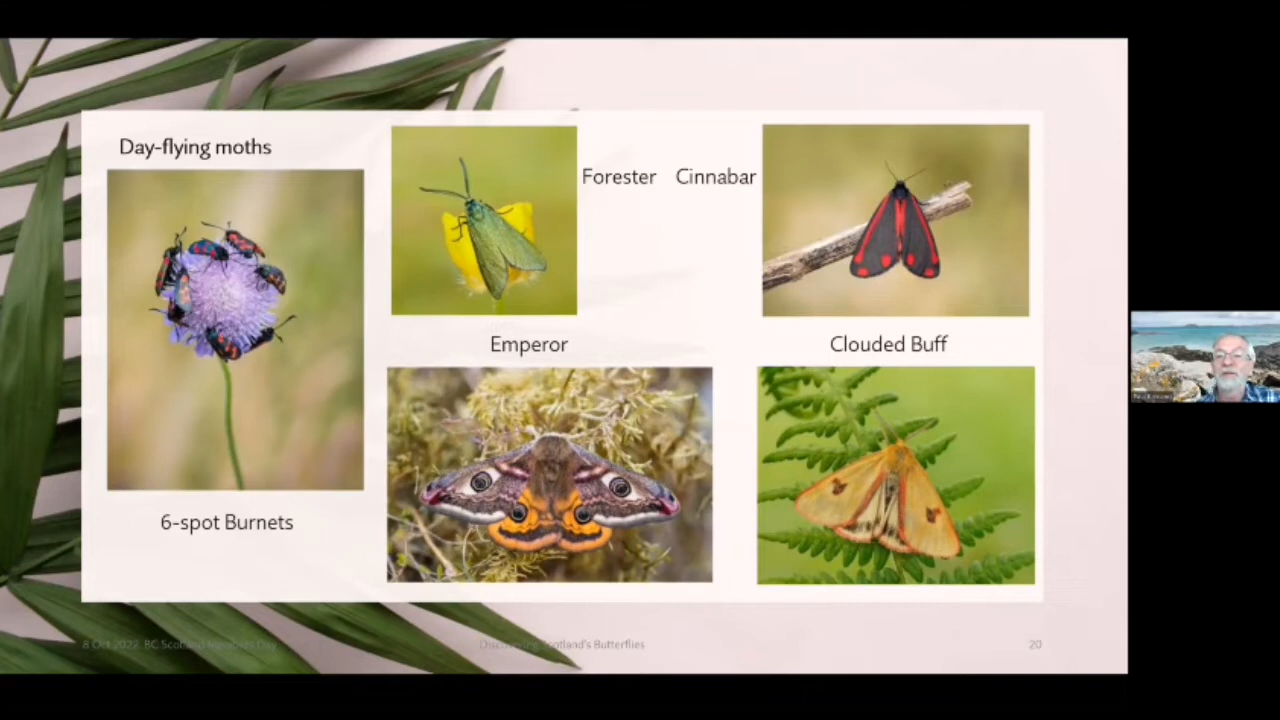 Day-flying moths
Forester Cinnabar
Emperor
Clouded Buff
6-spot Burnets
8 Oct 2022 BC Scotland Members Day
Discovering Scotland's Butterflies
20